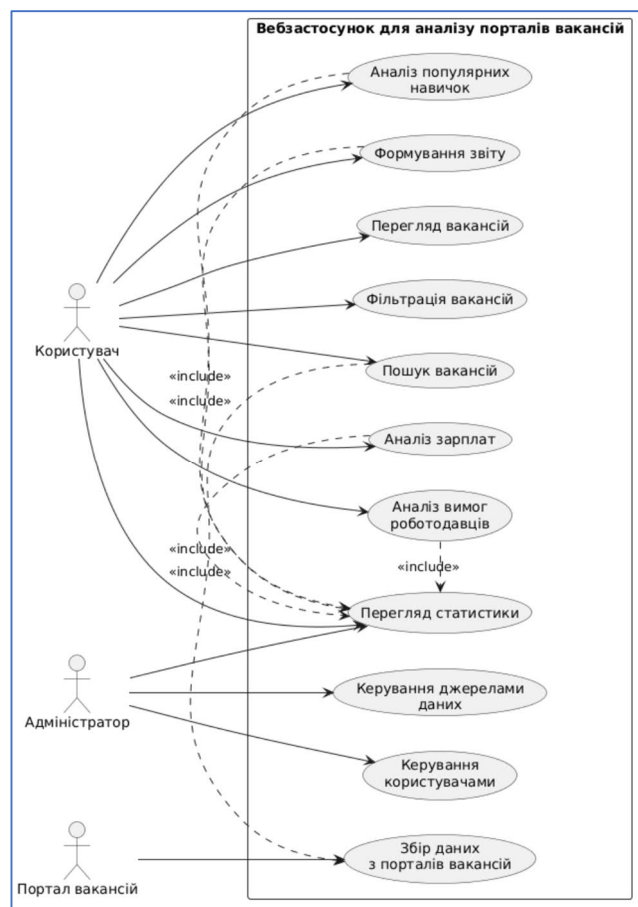 Вебзастосунок для аналізу порталів вакансій
Аналіз популярних
навичок
Формування звіту
Перегляд вакансій
Фільтрація вакансій
Користувач
Пошук вакансій
«include»
«include»
Аналіз зарплат
Аналіз вимог
роботодавців
«include»
«include»
«include»
Перегляд статистики
Керування джерелами
даних
Адміністратор
Керування
користувачами
Збір даних
з порталів вакансій
Портал вакансій